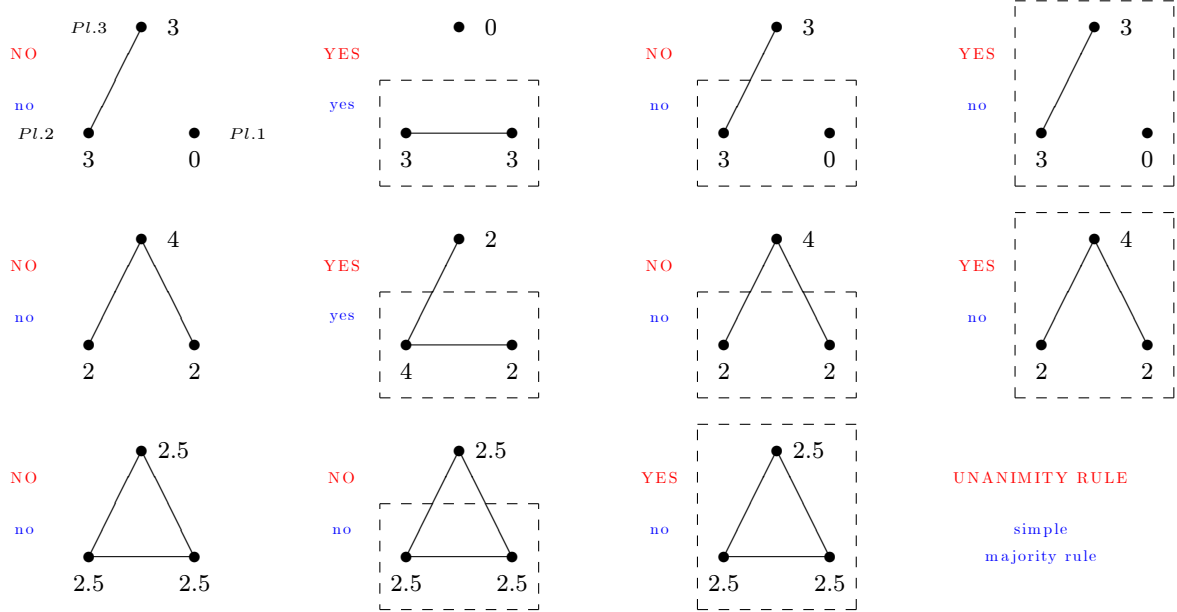 Pl.3 3 0 3 3
NO YES NO YES
no yes no no
Pl.2 Pl.1
3 0 3 3 3 0 3 0
4 2 4 4
NO YES NO YES
no yes no no
2 2 4 2 2 2 2 2
2.5 2.5 2.5
NO NO YES UNANIMITY RULE
no no no simple
majority rule
2.5 2.5 2.5 2.5 2.5 2.5